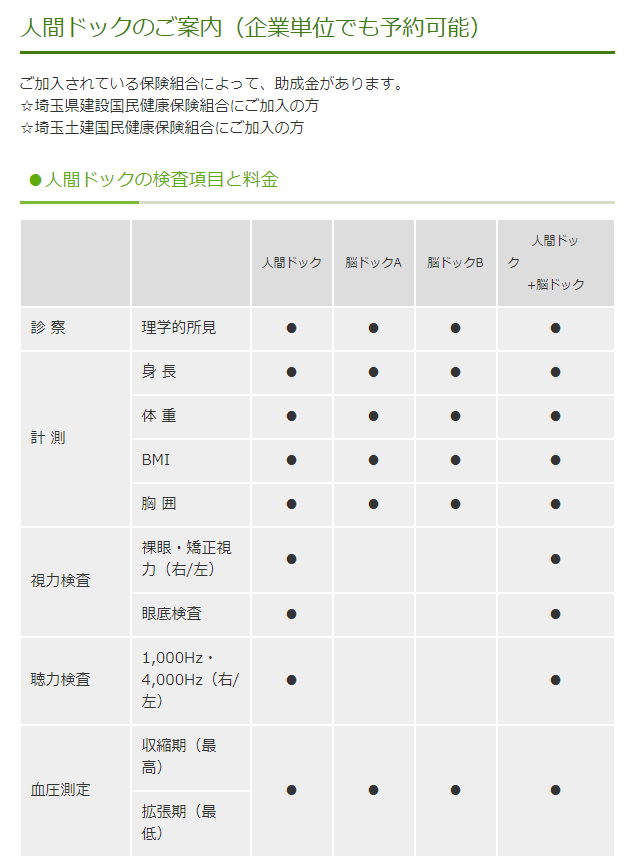 人間ドックのご案内（企業単位でも予約可能）
ご加入されている保険組合によって、助成金があります。
☆埼玉県建設国民健康保険組合にご加入の方
☆埼玉土建国民健康保険組合にご加入の方
●人間ドックの検査項目と料金
人間ドック 脳ドックA 脳ドックB 人間ドッ
ク
+脳ドック
診 察 理学的所見 ● ● ● ●
計 測 身 長 ● ● ● ●
体 重 ● ● ● ●
BMI ● ● ● ●
胸 囲 ● ● ● ●
視力検査 裸眼・矯正視
力（右/左） ● ●
眼底検査 ● ●
聴力検査 1,000Hz・
4,000Hz（右/
左） ● ●
血圧測定 収縮期（最
高） ● ● ● ●
拡張期（最
低）